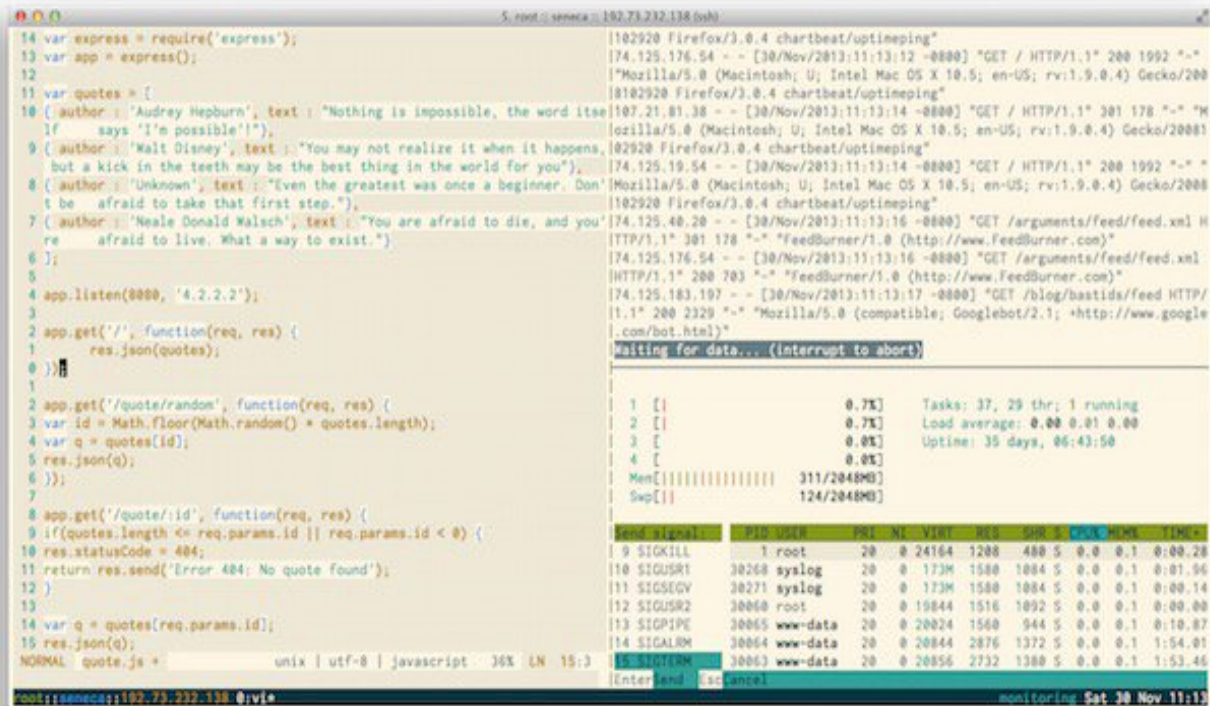 5. root :: seneca :: 192.73.232.138 (ssh)
14 var express = require('express');
13 var app = express();
12
11 var quotes = [
10 { author : 'Audrey Hepburn', text : "Nothing is impossible, the word itse
lf says 'I'm possible'!"},
9 { author : 'Walt Disney', text : "You may not realize it when it happens,
but a kick in the teeth may be the best thing in the world for you"},
8 { author : 'Unknown', text : "Even the greatest was once a beginner. Don'
t be afraid to take that first step."},
7 { author : 'Neale Donald Walsch', text : "You are afraid to die, and you'
re afraid to live. What a way to exist."}
6 ];
5
4 app.listen(8080, '4.2.2.2');
3
2 app.get('/', function(req, res) {
1 res.json(quotes);
0 });
1
2 app.get('/quote/random', function(req, res) {
3 var id = Math.floor(Math.random() * quotes.length);
4 var q = quotes[id];
5 res.json(q);
6 });
7
8 app.get('/quote/:id', function(req, res) {
9 if(quotes.length <= req.params.id || req.params.id < 0) {
10 res.statusCode = 404;
11 return res.send('Error 404: No quote found');
12 }
13
14 var q = quotes[req.params.id];
15 res.json(q);
NORMAL quote.js + unix | utf-8 | javascript 36% LN 15:3
|102920 Firefox/3.0.4 chartbeat/uptimeping"
|74.125.176.54 - - [30/Nov/2013:11:13:12 -0800] "GET / HTTP/1.1" 200 1992 "-"
|"Mozilla/5.0 (Macintosh; U; Intel Mac OS X 10.5; en-US; rv:1.9.0.4) Gecko/200
|8102920 Firefox/3.0.4 chartbeat/uptimeping"
|107.21.81.38 - - [30/Nov/2013:11:13:14 -0800] "GET / HTTP/1.1" 301 178 "-" "M
|ozilla/5.0 (Macintosh; U; Intel Mac OS X 10.5; en-US; rv:1.9.0.4) Gecko/20081
|02920 Firefox/3.0.4 chartbeat/uptimeping"
|74.125.19.54 - - [30/Nov/2013:11:13:14 -0800] "GET / HTTP/1.1" 200 1992 "-" "
|Mozilla/5.0 (Macintosh; U; Intel Mac OS X 10.5; en-US; rv:1.9.0.4) Gecko/2008
|102920 Firefox/3.0.4 chartbeat/uptimeping"
|74.125.40.20 - - [30/Nov/2013:11:13:16 -0800] "GET /arguments/feed/feed.xml H
|TTP/1.1" 301 178 "-" "FeedBurner/1.0 (http://www.FeedBurner.com)"
|74.125.176.54 - - [30/Nov/2013:11:13:16 -0800] "GET /arguments/feed/feed.xml
|HTTP/1.1" 200 703 "-" "FeedBurner/1.0 (http://www.FeedBurner.com)"
|74.125.183.197 - - [30/Nov/2013:11:13:17 -0800] "GET /blog/bastids/feed HTTP/
|1.1" 200 2329 "-" "Mozilla/5.0 (compatible; Googlebot/2.1; +http://www.google
|.com/bot.html)"
Waiting for data... (interrupt to abort)
1 [| 0.7%] Tasks: 37, 29 thr; 1 running
2 [| 0.7%] Load average: 0.00 0.01 0.00
3 [ 0.0%] Uptime: 35 days, 06:43:50
4 [ 0.0%]
Mem[||||||||||||||| 311/2048MB]
Swp[|| 124/2048MB]
Send signal: PID USER PRI NI VIRT RES SHR S CPU% MEM% TIME+
9 SIGKILL 1 root 20 0 24164 1208 480 S 0.0 0.1 0:00.28
10 SIGUSR1 30268 syslog 20 0 173M 1580 1084 S 0.0 0.1 0:01.96
11 SIGSEGV 30271 syslog 20 0 173M 1580 1084 S 0.0 0.1 0:00.14
12 SIGUSR2 30060 root 20 0 19844 1516 1092 S 0.0 0.1 0:00.00
13 SIGPIPE 30065 www-data 20 0 20024 1560 944 S 0.0 0.1 0:10.87
14 SIGALRM 30064 www-data 20 0 20844 2876 1372 S 0.0 0.1 1:54.01
15 SIGTERM 30063 www-data 20 0 20856 2732 1380 S 0.0 0.1 1:53.46
EnterSend EscCancel
root::seneca::192.73.232.138 0:vi* monitoring Sat 30 Nov 11:13